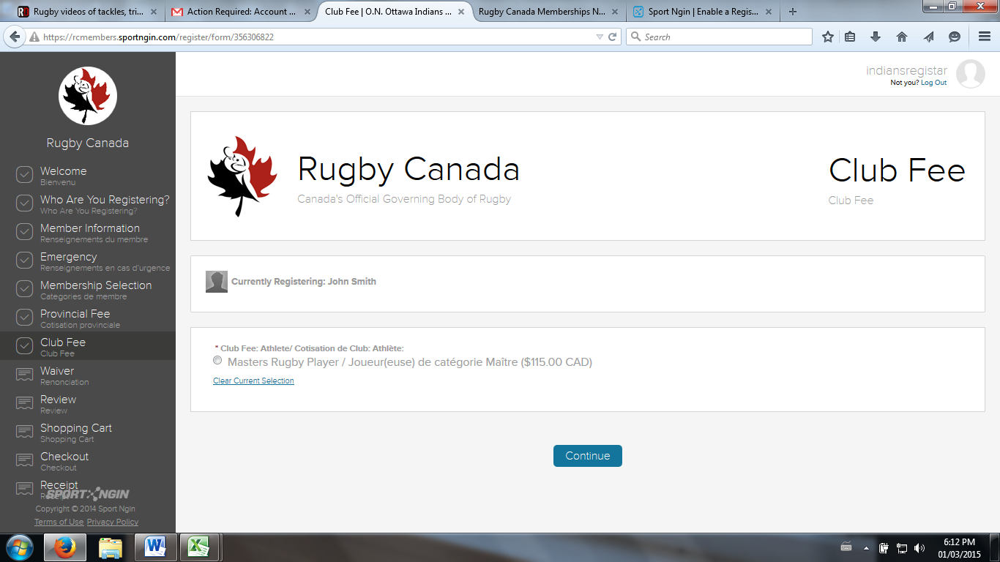 Rugby videos of tackles, tri...
Action Required: Account ...
Club Fee | O.N. Ottawa Indians ...
Rugby Canada Memberships N...
Sport Ngin | Enable a Regis...
https://rcmembers.sportngin.com/register/form/356306822
Search
indiansregistar
Not you? Log Out
Rugby Canada
Welcome
Bienvenu
Who Are You Registering?
Who Are You Registering?
Member Information
Renseignements du membre
Emergency
Renseignements en cas d'urgence
Membership Selection
Categories de membre
Provincial Fee
Cotisation provinciale
Club Fee
Club Fee
Waiver
Renonciation
Review
Review
Shopping Cart
Shopping Cart
Checkout
Checkout
Receipt
Receipt
SPORT NGIN
Copyright © 2014 Sport Ngin
Terms of Use Privacy Policy
Rugby Canada
Canada's Official Governing Body of Rugby
Club Fee
Club Fee
Currently Registering: John Smith
* Club Fee: Athlete/ Cotisation de Club: Athlète:
Masters Rugby Player / Joueur(euse) de catégorie Maître ($115.00 CAD)
Clear Current Selection
Continue
6:12 PM
01/03/2015